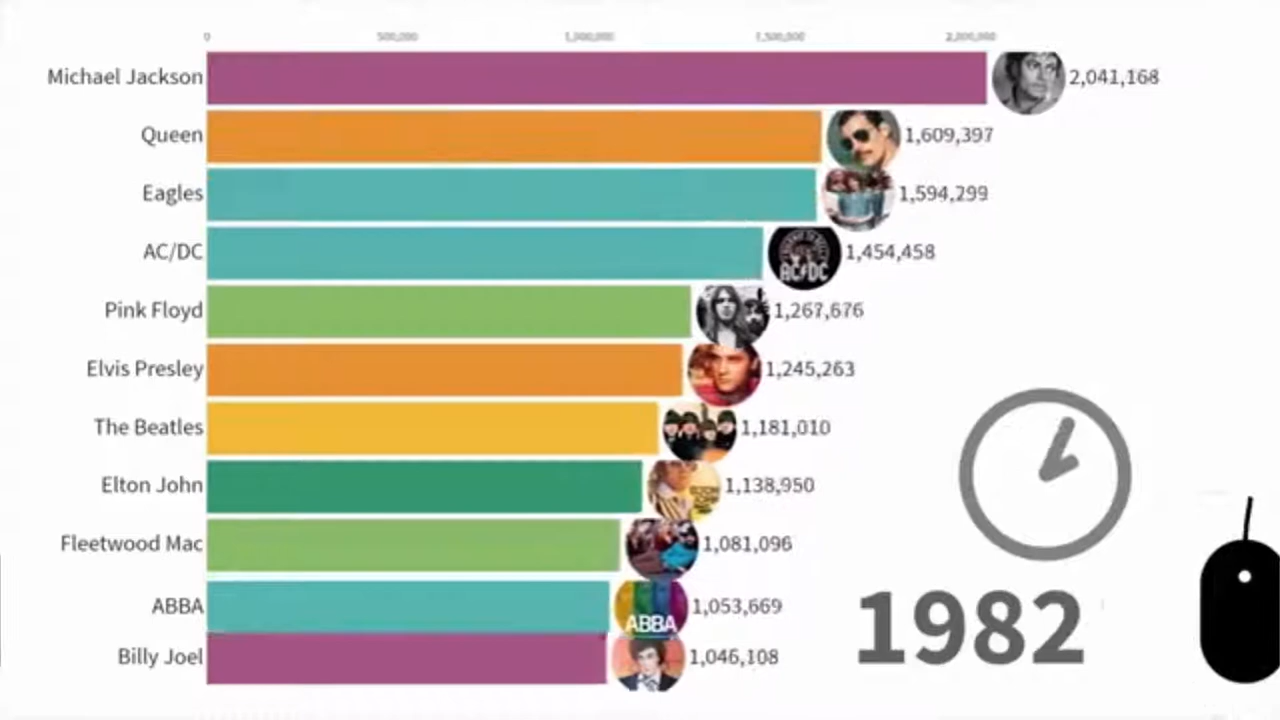 0 500,000 1,000,000 1,500,000 2,000,000
Michael Jackson 2,041,168
Queen 1,609,397
Eagles 1,594,299
AC/DC AC/DC 1,454,458
Pink Floyd 1,267,676
Elvis Presley 1,245,263
The Beatles 1,181,010
Elton John 1,138,950
Fleetwood Mac 1,081,096
ABBA ABBA 1,053,669
Billy Joel 1,046,108
1982